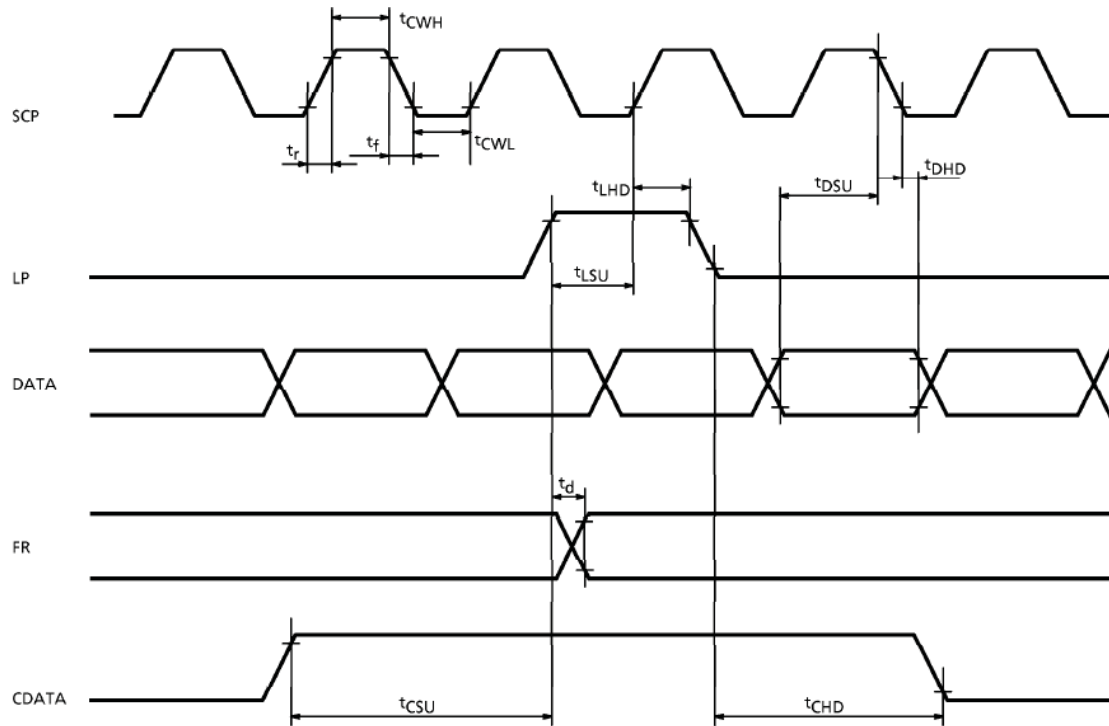 tCWH
SCP
tr
tf
tCWL
tLHD
tDSU
tDHD
LP
tLSU
DATA
td
FR
CDATA
tCSU
tCHD